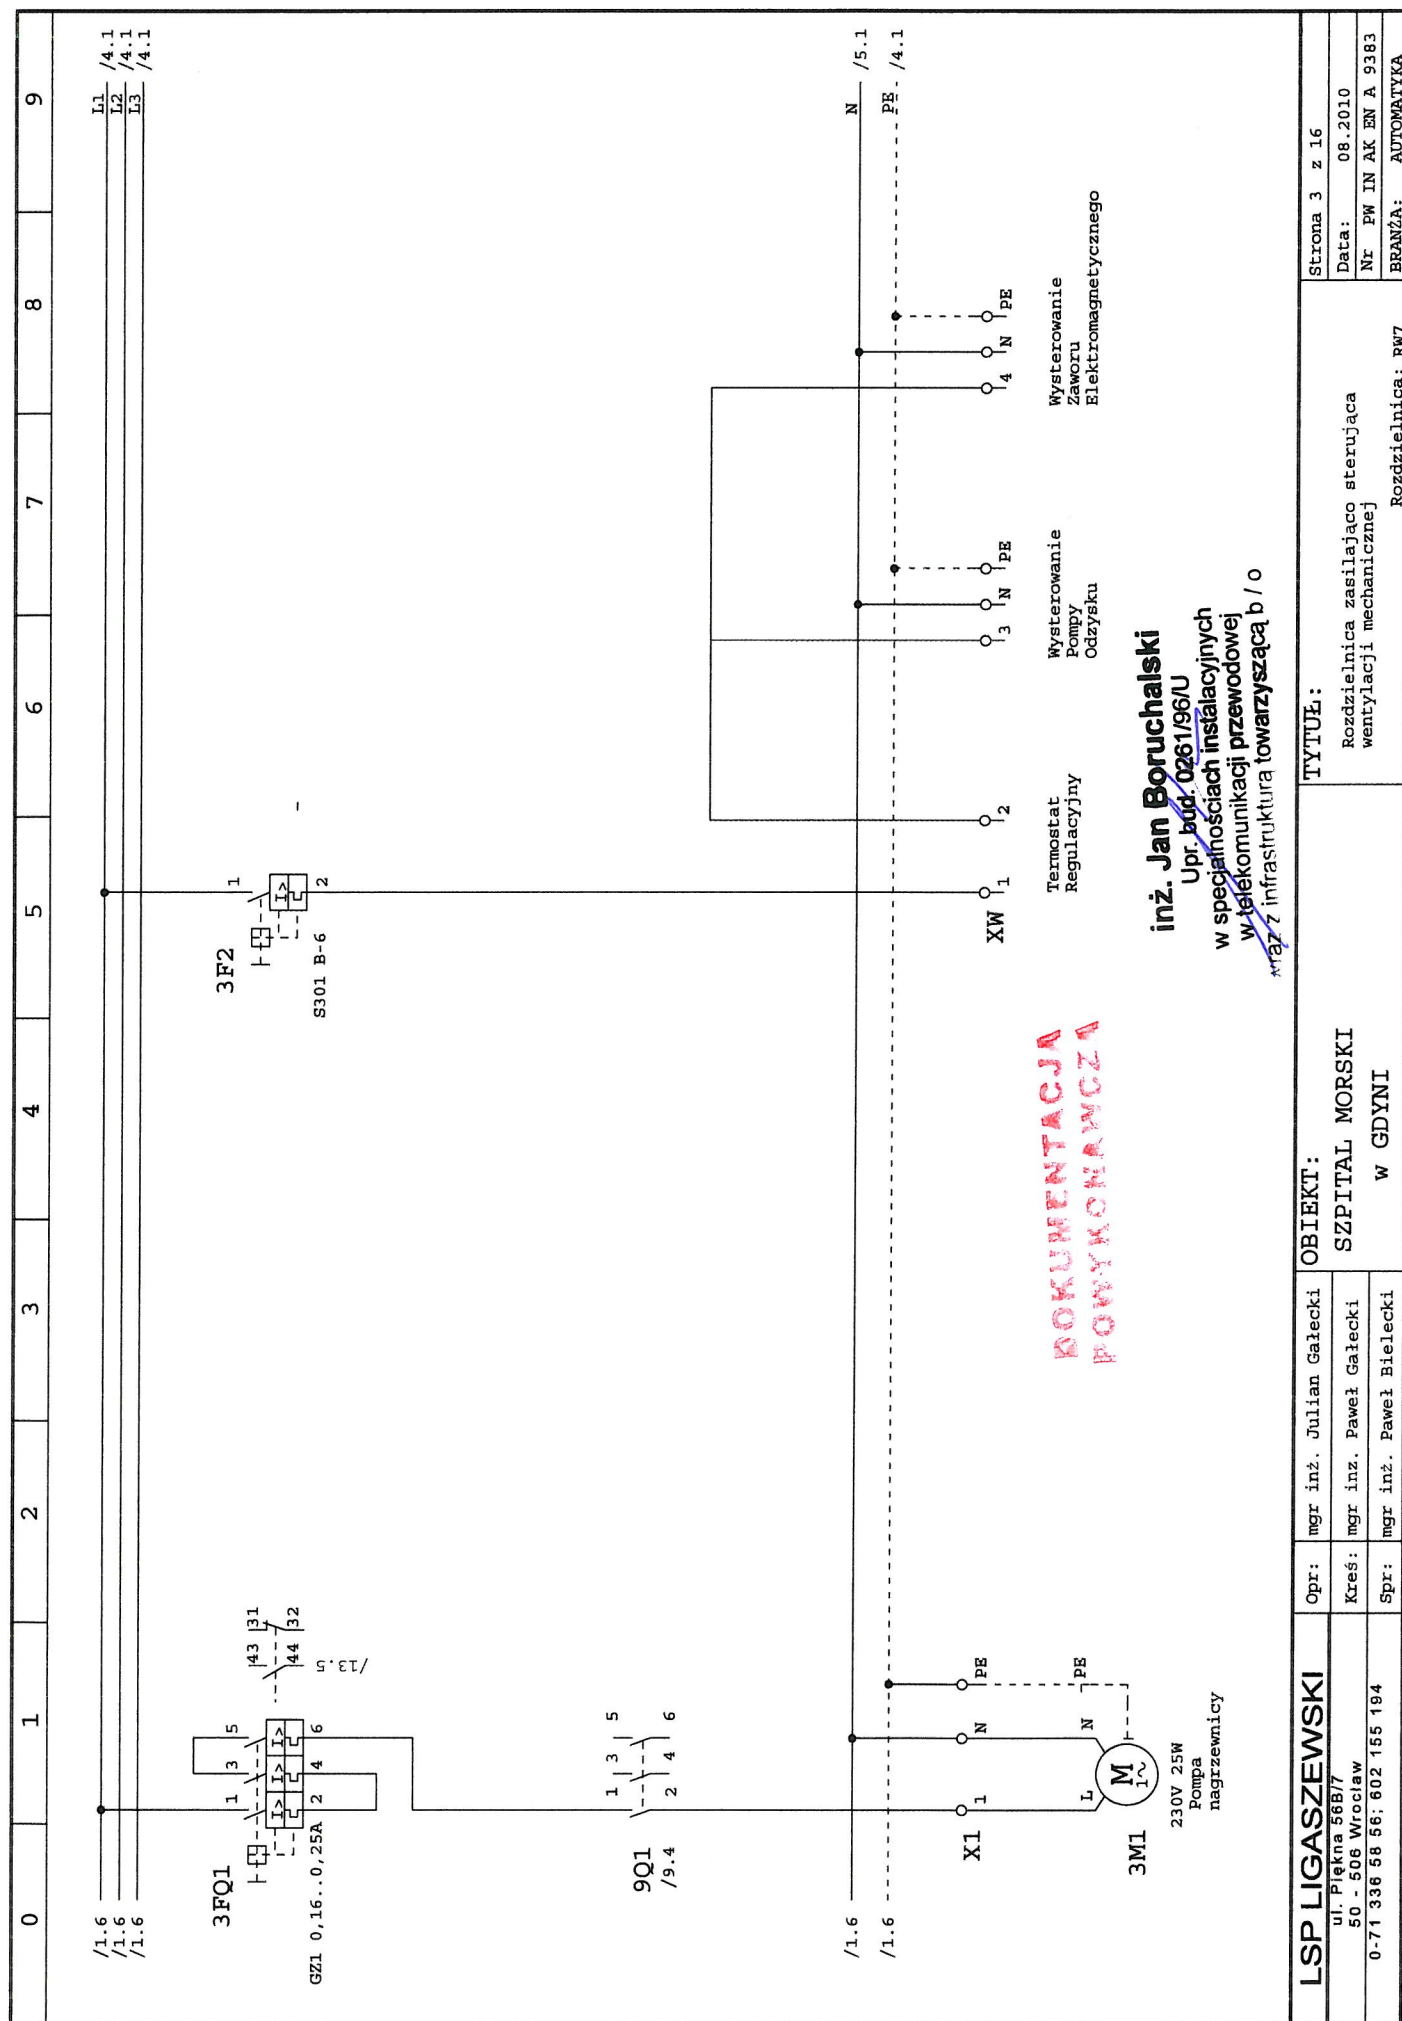 0 1 2 3 4 5 6 7 8 9
/1.6 L1 /4.1
/1.6 L2 /4.1
/1.6 L3 /4.1
3FQ1
1 3 5
2 4 6
GZ1 0,16..0,25A
43 31
44 32
/13.5
3F2
1
2
S301 B-6
9Q1
/9.4
1 3 5
2 4 6
/1.6 N /5.1
/1.6 PE /4.1
X1
1 N PE
L N PE
M
1~
3M1
230V 25W
Pompa
nagrzewnicy
XW
1 2 3 N PE 4 N PE
Termostat
Regulacyjny
Wysterowanie
Pompy
Odzysku
Wysterowanie
Zaworu
Elektromagnetycznego
DOKUMENTACJA
POWYKONAWCZA
inż. Jan Boruchalski
Upr. bud. 0261/96/U
w specjalnościach instalacyjnych
w telekomunikacji przewodowej
wraz z infrastrukturą towarzyszącą b/o
LSP LIGASZEWSKI
ul. Piękna 56B/7
50 - 506 Wrocław
0-71 336 58 56; 602 155 194
Opr: mgr inż. Julian Gałecki
Kreś: mgr inz. Paweł Gałecki
Spr: mgr inż. Paweł Bielecki
OBIEKT:
SZPITAL MORSKI
W GDYNI
TYTUŁ:
Rozdzielnica zasilająco sterująca
wentylacji mechanicznej
Rozdzielnica: RW7
Strona 3 z 16
Data: 08.2010
Nr PW IN AK EN A 9383
BRANŻA: AUTOMATYKA